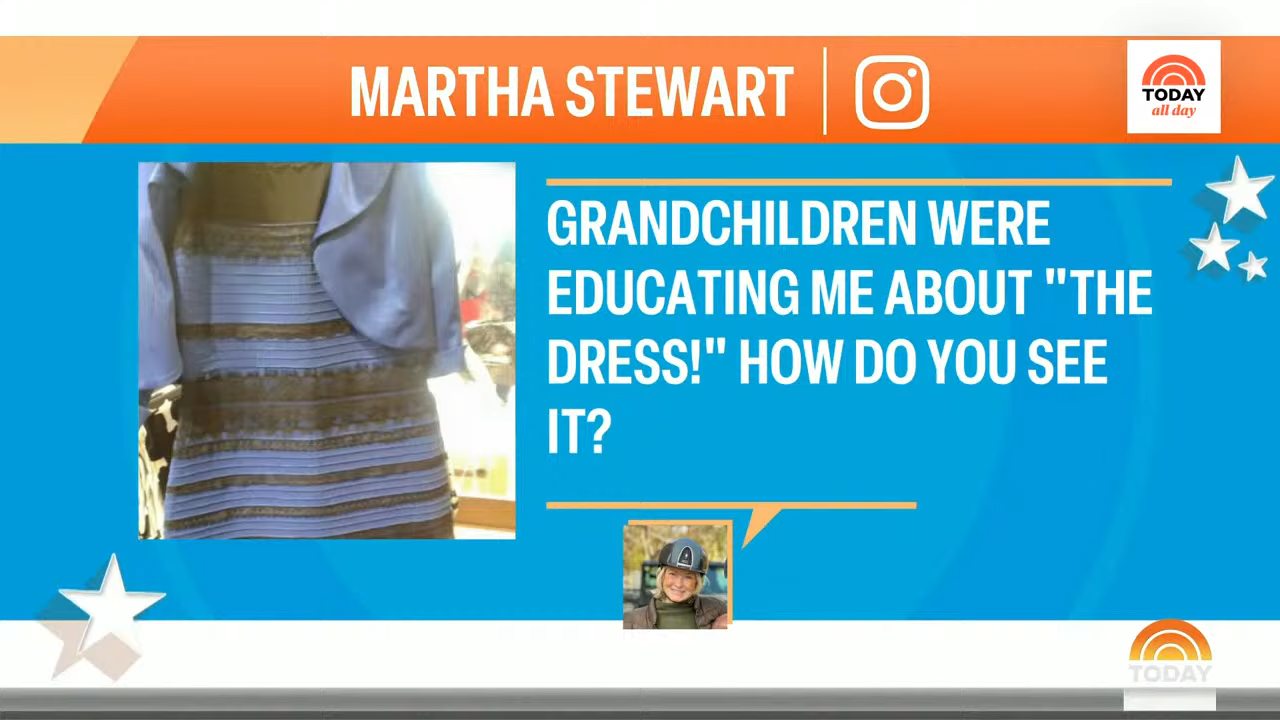 MARTHA STEWART
TODAY
all day
GRANDCHILDREN WERE
EDUCATING ME ABOUT "THE
DRESS!" HOW DO YOU SEE
IT?
TODAY